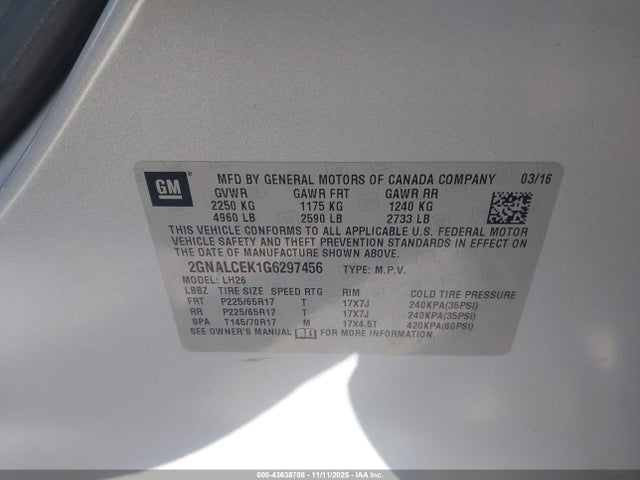 GM
MFD BY GENERAL MOTORS OF CANADA COMPANY 03/16
GVWR GAWR FRT GAWR RR
2250 KG 1175 KG 1240 KG
4960 LB 2590 LB 2733 LB
THIS VEHICLE CONFORMS TO ALL APPLICABLE U.S. FEDERAL MOTOR
VEHICLE SAFETY AND THEFT PREVENTION STANDARDS IN EFFECT ON
THE DATE OF MANUFACTURE SHOWN ABOVE.
2GNALCEK1G6297456 TYPE: M.P.V.
MODEL: LH26
LBBZ TIRE SIZE SPEED RTG RIM COLD TIRE PRESSURE
FRT P225/65R17 T 17X7J 240KPA(35PSI)
RR P225/65R17 T 17X7J 240KPA(35PSI)
SPA T145/70R17 M 17X4.5T 420KPA(60PSI)
SEE OWNER'S MANUAL FOR MORE INFORMATION.
000-43638708 - 11/11/2025 - iaai.com